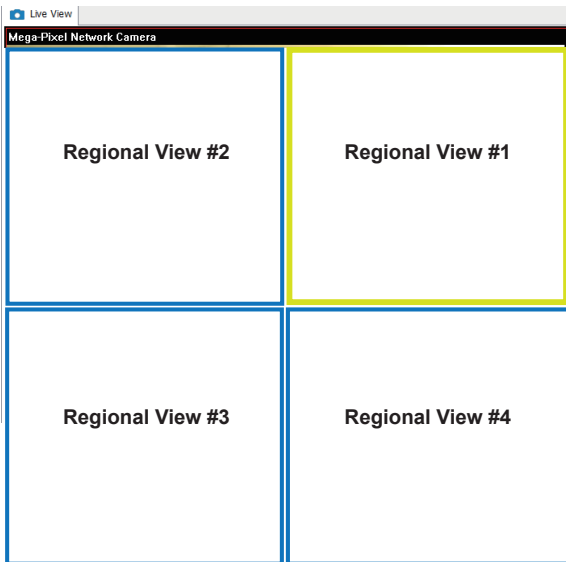 Live View
Mega-Pixel Network Camera
Regional View #2
Regional View #1
Regional View #3
Regional View #4